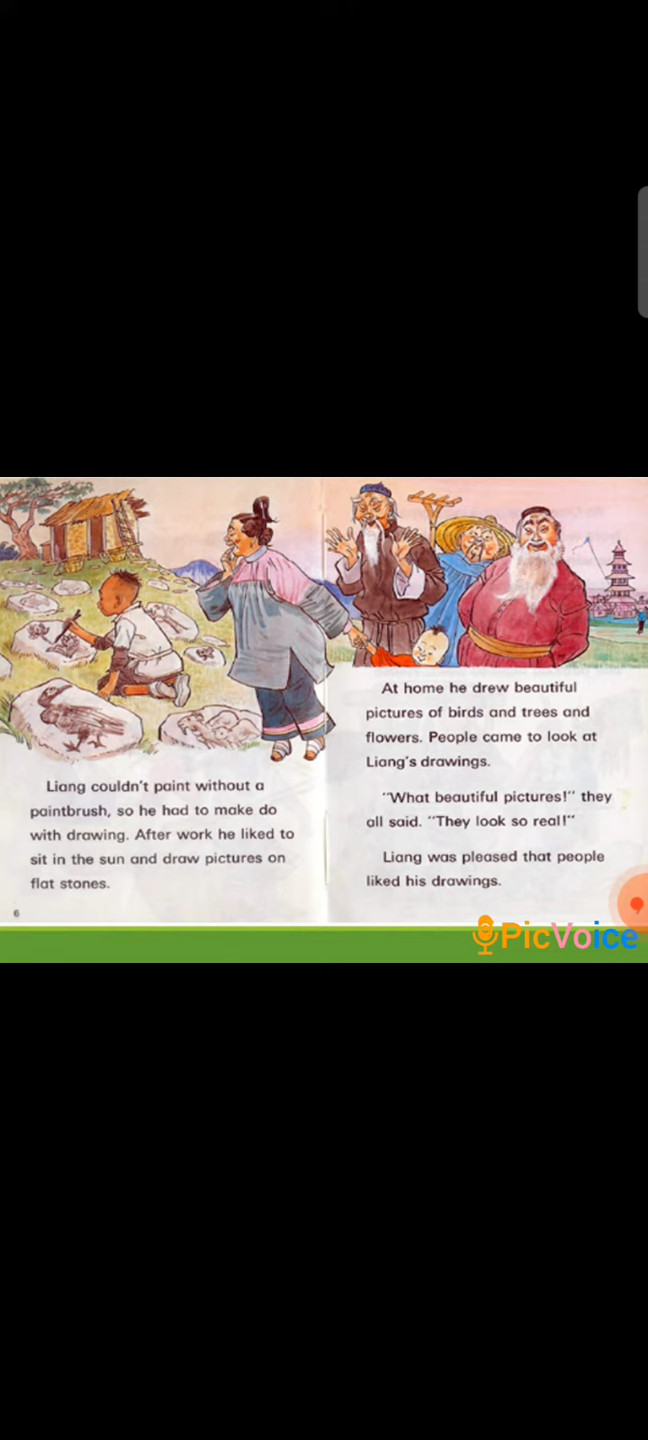 Liang couldn't paint without a
paintbrush, so he had to make do
with drawing. After work he liked to
sit in the sun and draw pictures on
flat stones.
6
At home he drew beautiful
pictures of birds and trees and
flowers. People came to look at
Liang's drawings.
"What beautiful pictures!" they
all said. "They look so real!"
Liang was pleased that people
liked his drawings.
PicVoice